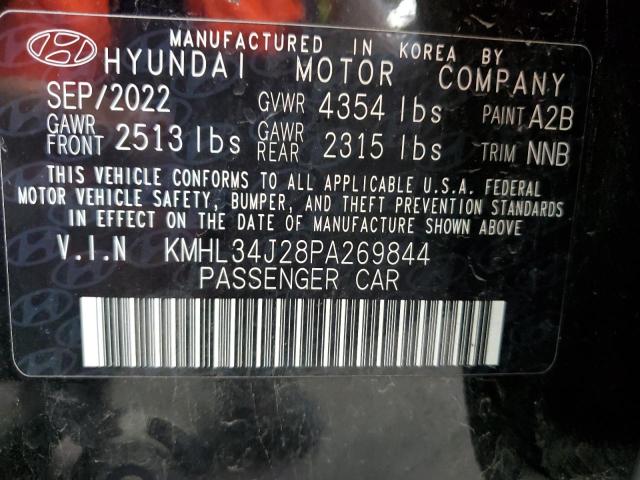 MANUFACTURED IN KOREA BY
HYUNDAI MOTOR COMPANY
SEP/2022 GVWR 4354 lbs PAINT A2B
GAWR FRONT 2513 lbs GAWR REAR 2315 lbs TRIM NNB
THIS VEHICLE CONFORMS TO ALL APPLICABLE U.S.A. FEDERAL
MOTOR VEHICLE SAFETY, BUMPER, AND THEFT PREVENTION STANDARDS
IN EFFECT ON THE DATE OF MANUFACTURE SHOWN ABOVE
V.I.N KMHL34J28PA269844
PASSENGER CAR